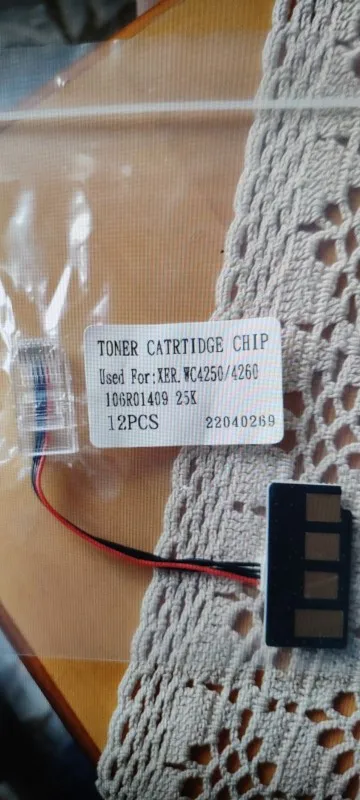 TONER CATRTIDGE CHIP
Used For:XER.WC4250/4260
106R01409 25K
12PCS 22040269